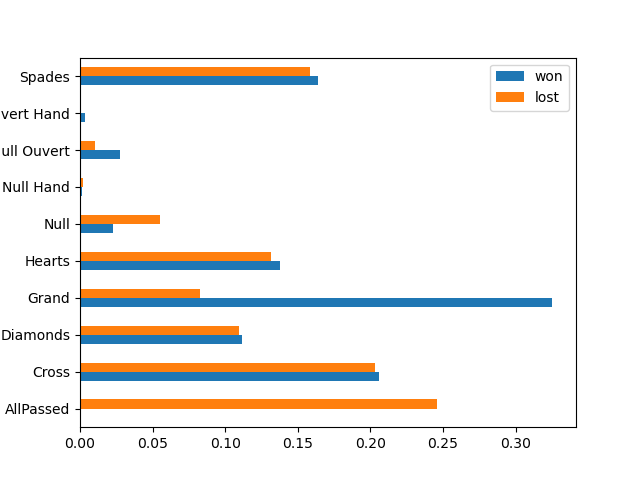 won
lost
Spades
vert Hand
ull Ouvert
Null Hand
Null
Hearts
Grand
Diamonds
Cross
AllPassed
0.00 0.05 0.10 0.15 0.20 0.25 0.30